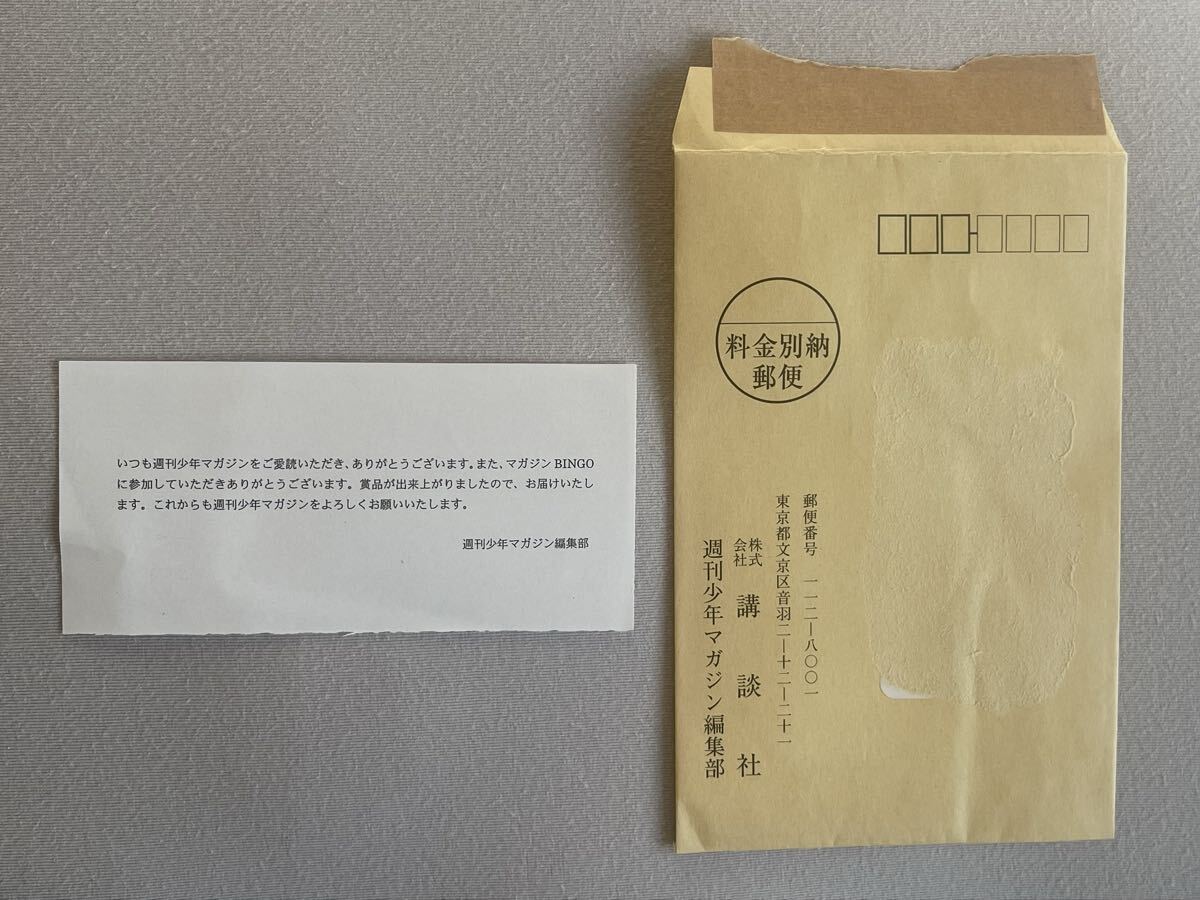 いつも週刊少年マガジンをご愛読いただき、ありがとうございます。また、マガジン BINGO
に参加していただきありがとうございます。賞品が出来上がりましたので、お届けいたし
ます。これからも週刊少年マガジンをよろしくお願いいたします。
週刊少年マガジン編集部
料金別納
郵便
郵便番号 一一二―八〇〇一
東京都文京区音羽二―十二―二十一
株式
会社
講談社
週刊少年マガジン編集部